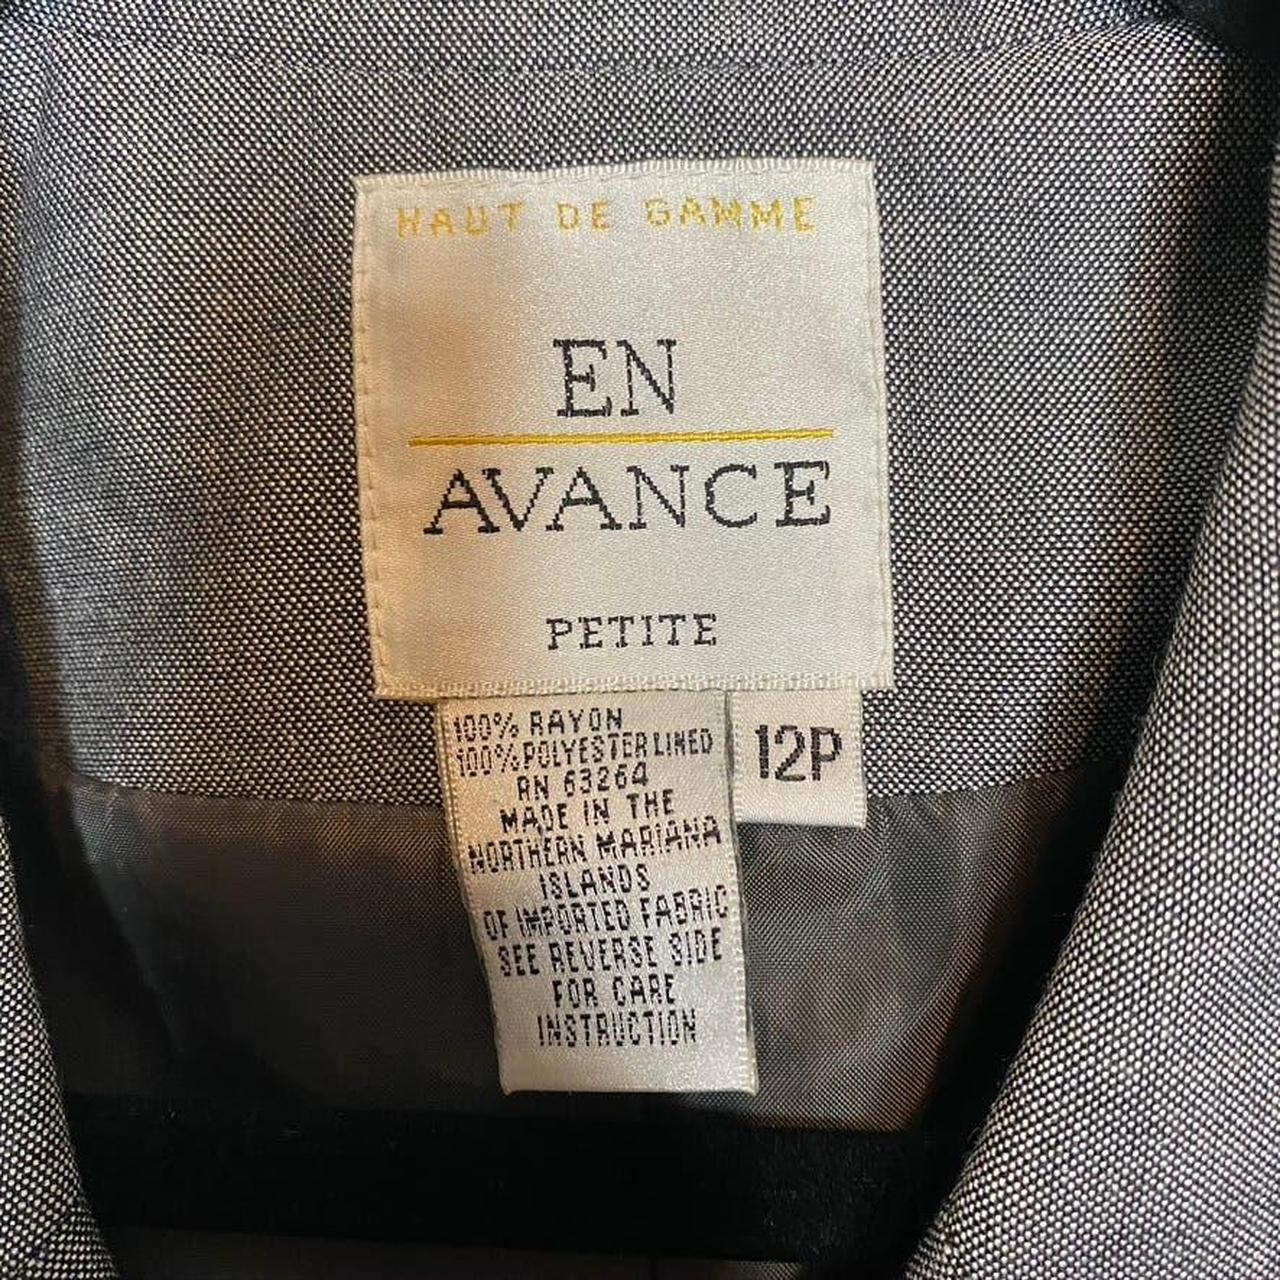 HAUT DE GAMME
EN
AVANCE
PETITE
12P
100% RAYON
100% POLYESTER LINED
RN 63264
MADE IN THE
NORTHERN MARIANA
ISLANDS
OF IMPORTED FABRIC
SEE REVERSE SIDE
FOR CARE
INSTRUCTION